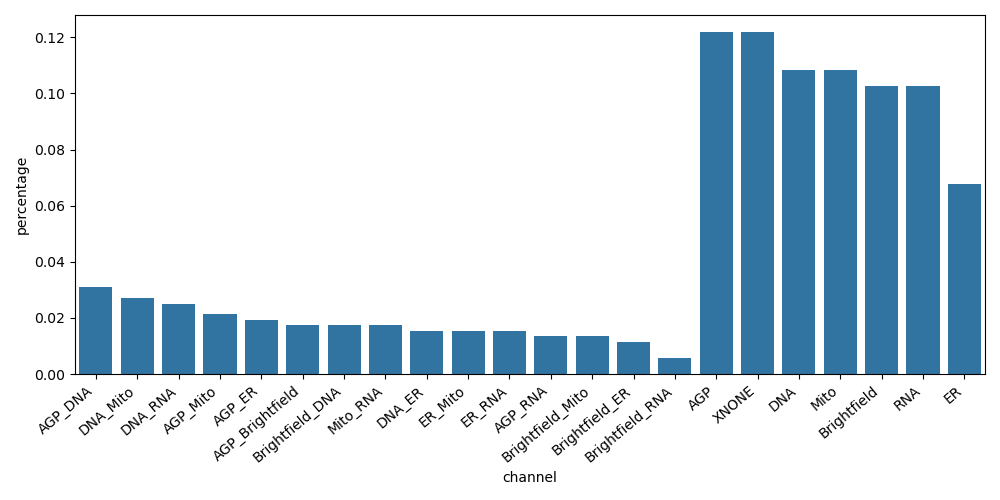 percentage
0.12
0.10
0.08
0.06
0.04
0.02
0.00
AGP_DNA
DNA_Mito
DNA_RNA
AGP_Mito
AGP_ER
AGP_Brightfield
Brightfield_DNA
Mito_RNA
DNA_ER
ER_Mito
ER_RNA
AGP_RNA
Brightfield_Mito
Brightfield_ER
Brightfield_RNA
AGP
XNONE
DNA
Mito
Brightfield
RNA
ER
channel